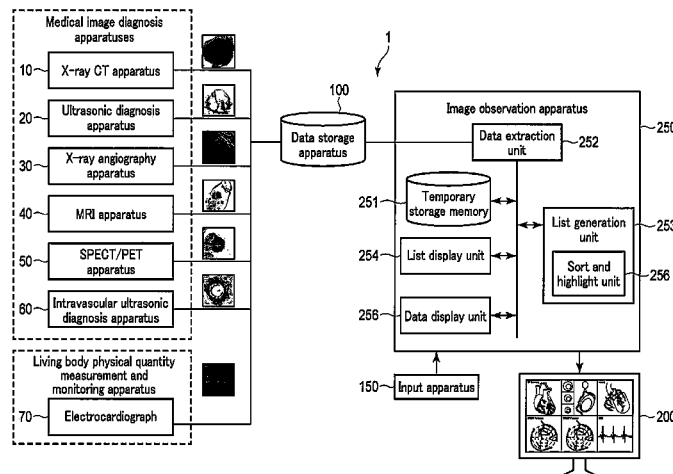 Medical image diagnosis
apparatuses
10
X-ray CT apparatus
20
Ultrasonic diagnosis
apparatus
30
X-ray angiography
apparatus
40
MRI apparatus
50
SPECT/PET
apparatus
60
Intravascular ultrasonic
diagnosis apparatus
Living body physical quantity
measurement and
monitoring apparatus
70
Electrocardiograph
1
100
Data storage
apparatus
Image observation apparatus
250
Data extraction
unit
252
251
Temporary
storage memory
List generation
unit
253
254
List display unit
Sort and
highlight unit
256
256
Data display unit
150
Input apparatus
200